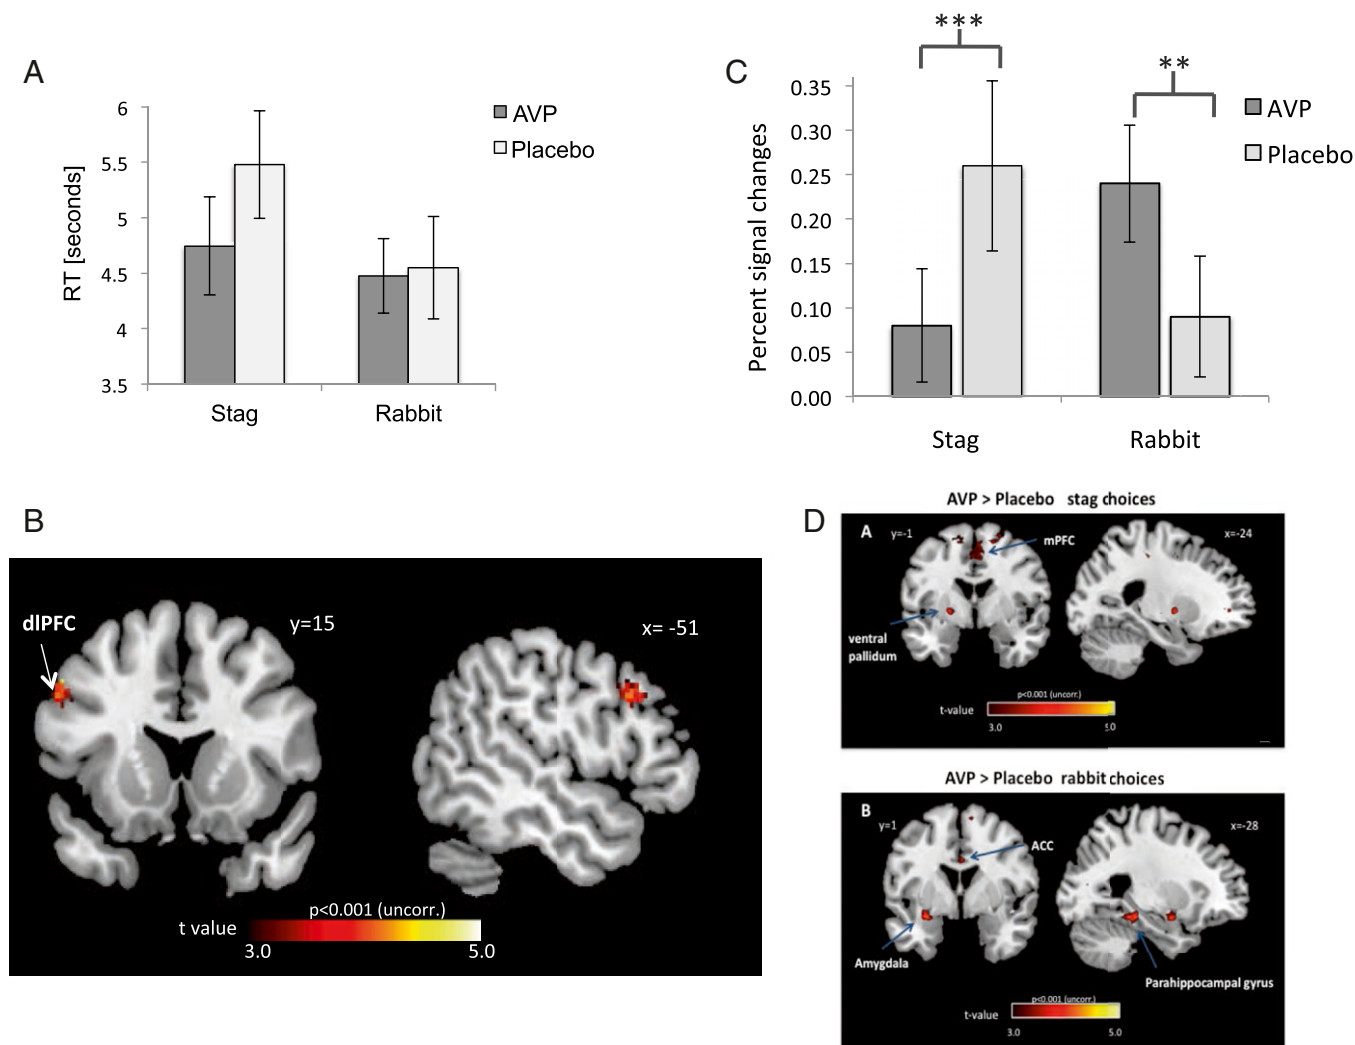 A
RT [seconds]
6
5.5
5
4.5
4
3.5
Stag
Rabbit
AVP
Placebo
C
Percent signal changes
0.35
0.30
0.25
0.20
0.15
0.10
0.05
0.00
***
**
Stag
Rabbit
AVP
Placebo
B
dlPFC
y=15
x= -51
p<0.001 (uncorr.)
t value
3.0
5.0
D
AVP > Placebo stag choices
A
y=-1
mPFC
x=-24
ventral
pallidum
p<0.001 (uncorr.)
t-value
3.0
5.0
AVP > Placebo rabbit choices
B
y=1
ACC
x=-28
Amygdala
Parahippocampal gyrus
p<0.001 (uncorr.)
t-value
3.0
5.0